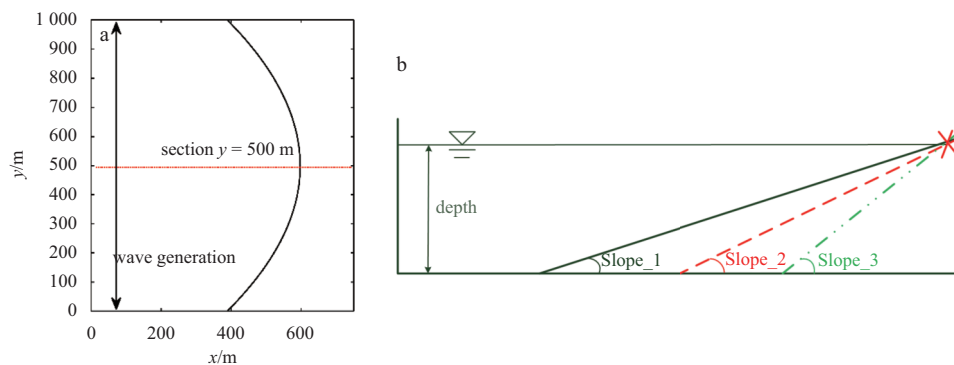 a
1 000
900
800
700
600
500
400
300
200
100
0
y/m
section y = 500 m
wave generation
0
200
400
600
x/m
b
depth
Slope_1
Slope_2
Slope_3